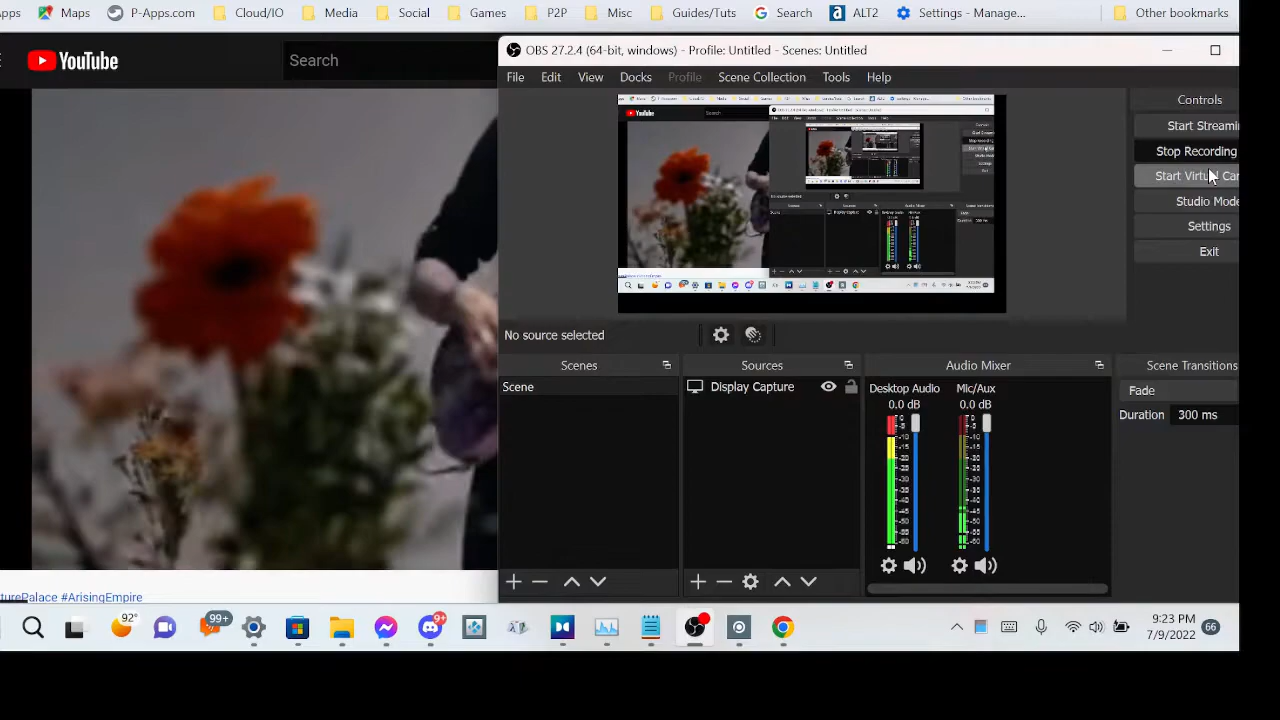 pps Maps P-Apps.com Cloud/IO Media Social Games P2P Misc Guides/Tuts Search ALT2 Settings - Manage... Other bookmarks
YouTube Search
OBS 27.2.4 (64-bit, windows) - Profile: Untitled - Scenes: Untitled
File Edit View Docks Profile Scene Collection Tools Help
Controls
Start Streami
Stop Recording
Start Virtual Can
Studio Mode
Settings
Exit
No source selected
Scenes Sources Audio Mixer Scene Transitions
Scene Display Capture Desktop Audio Mic/Aux Fade
0.0 dB 0.0 dB Duration 300 ms
turePalace #ArisingEmpire
92° 99+ 9+ 9:23 PM
7/9/2022 66